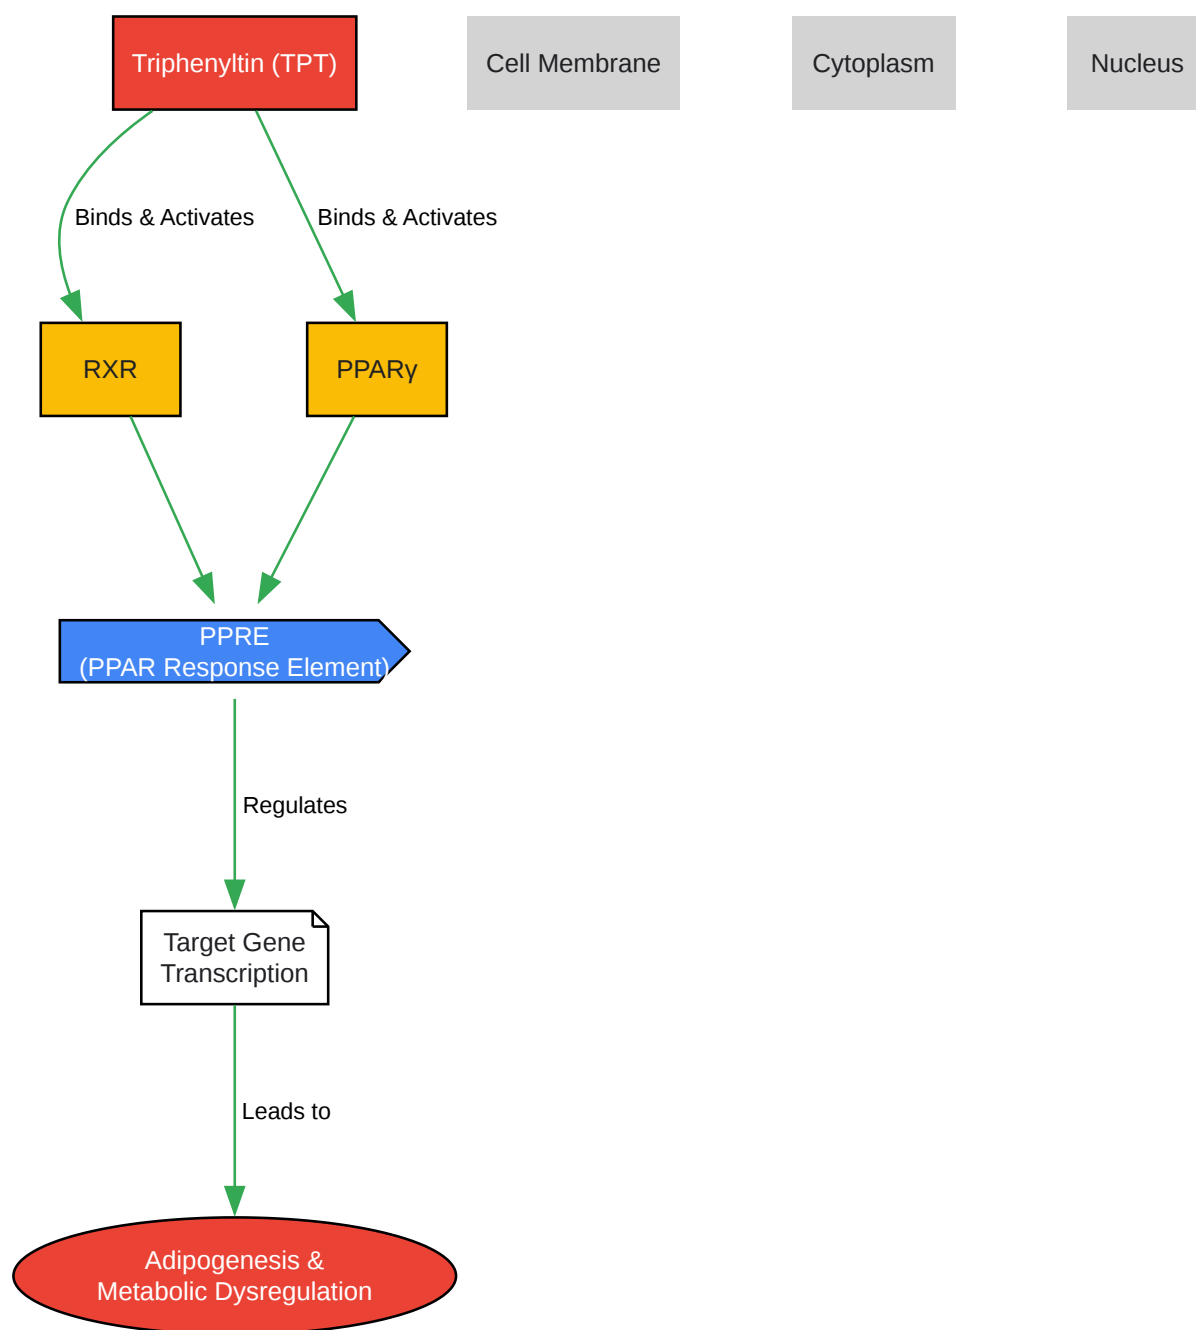 Triphenyltin (TPT)
Cell Membrane
Cytoplasm
Nucleus
Binds & Activates
Binds & Activates
RXR
PPARγ
PPRE
(PPAR Response Element)
Regulates
Target Gene
Transcription
Leads to
Adipogenesis &
Metabolic Dysregulation